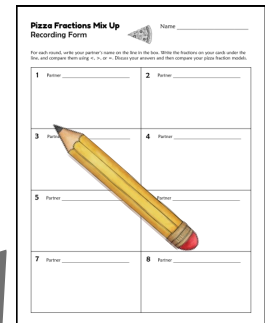 Pizza Fractions Mix Up
Recording Form
Name
For each round, write your partner's name on the line in the box. Write the fractions on your cards under the
line, and compare them using <, >, or =. Discuss your answers and then compare your pizza fraction models.
1 Partner
2 Partner
3 Partn
4 Partner
5 Partner
Partner
7 Partner
8 Partner